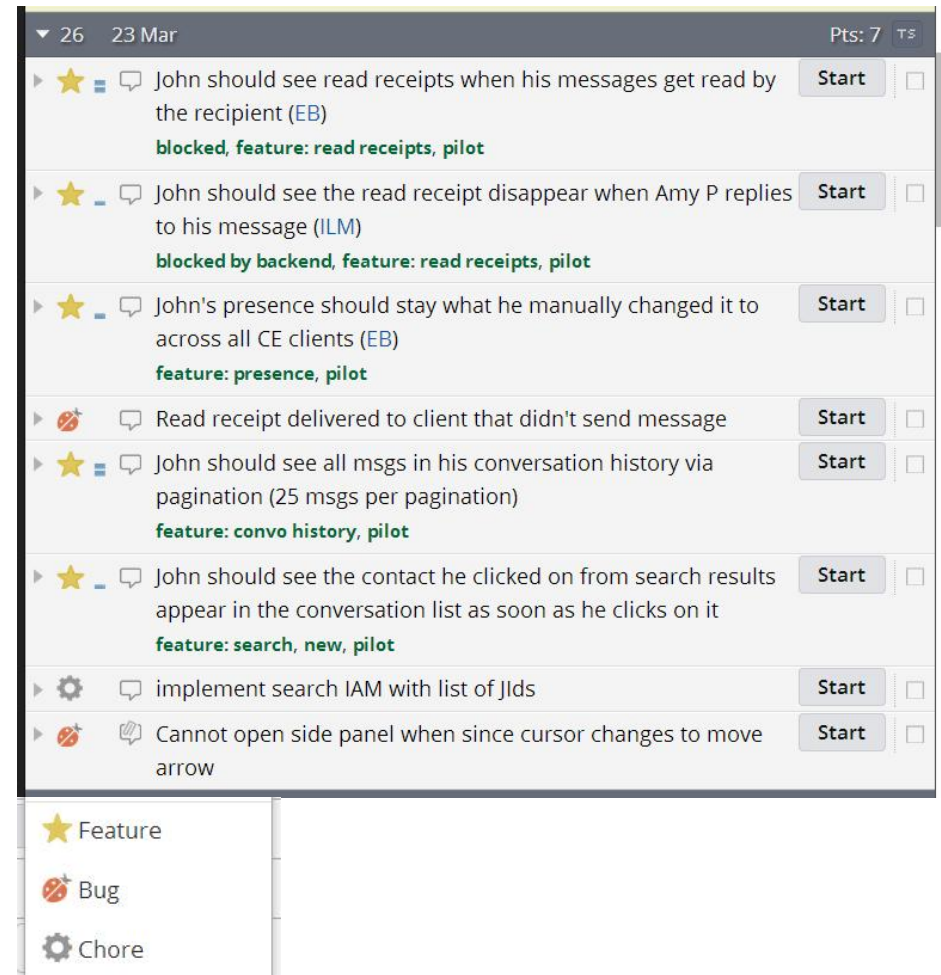 26 23 Mar Pts: 7 TS
John should see read receipts when his messages get read by Start
the recipient (EB)
blocked, feature: read receipts, pilot
John should see the read receipt disappear when Amy P replies Start
to his message (ILM)
blocked by backend, feature: read receipts, pilot
John's presence should stay what he manually changed it to Start
across all CE clients (EB)
feature: presence, pilot
Read receipt delivered to client that didn't send message Start
John should see all msgs in his conversation history via Start
pagination (25 msgs per pagination)
feature: convo history, pilot
John should see the contact he clicked on from search results Start
appear in the conversation list as soon as he clicks on it
feature: search, new, pilot
implement search IAM with list of JIds Start
Cannot open side panel when since cursor changes to move Start
arrow
Feature
Bug
Chore